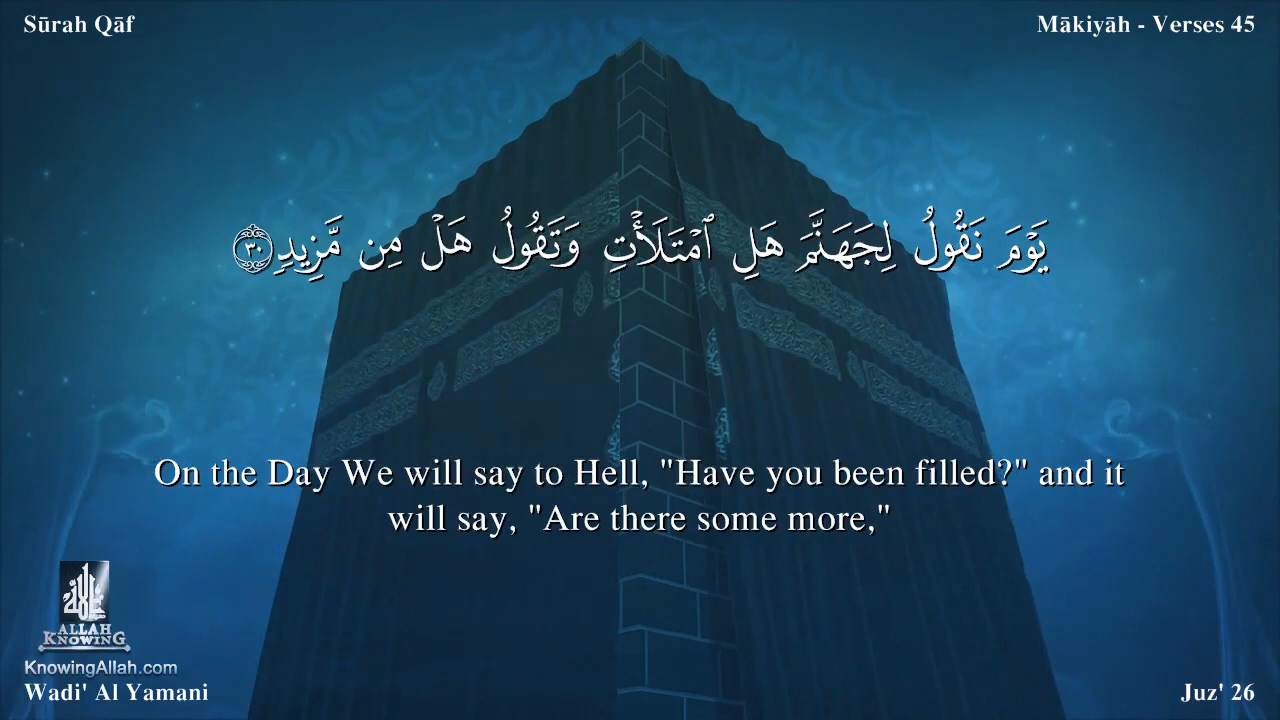 Sūrah Qāf
Mākiyāh - Verses 45
يَوْمَ نَقُولُ لِجَهَنَّمَ هَلِ ٱمْتَلَأْتِ وَتَقُولُ هَلْ مِن مَّزِيدٍ ٣٠
On the Day We will say to Hell, "Have you been filled?" and it
will say, "Are there some more,"
ALLAH
KNOWING
KnowingAllah.com
Wadi' Al Yamani
Juz' 26